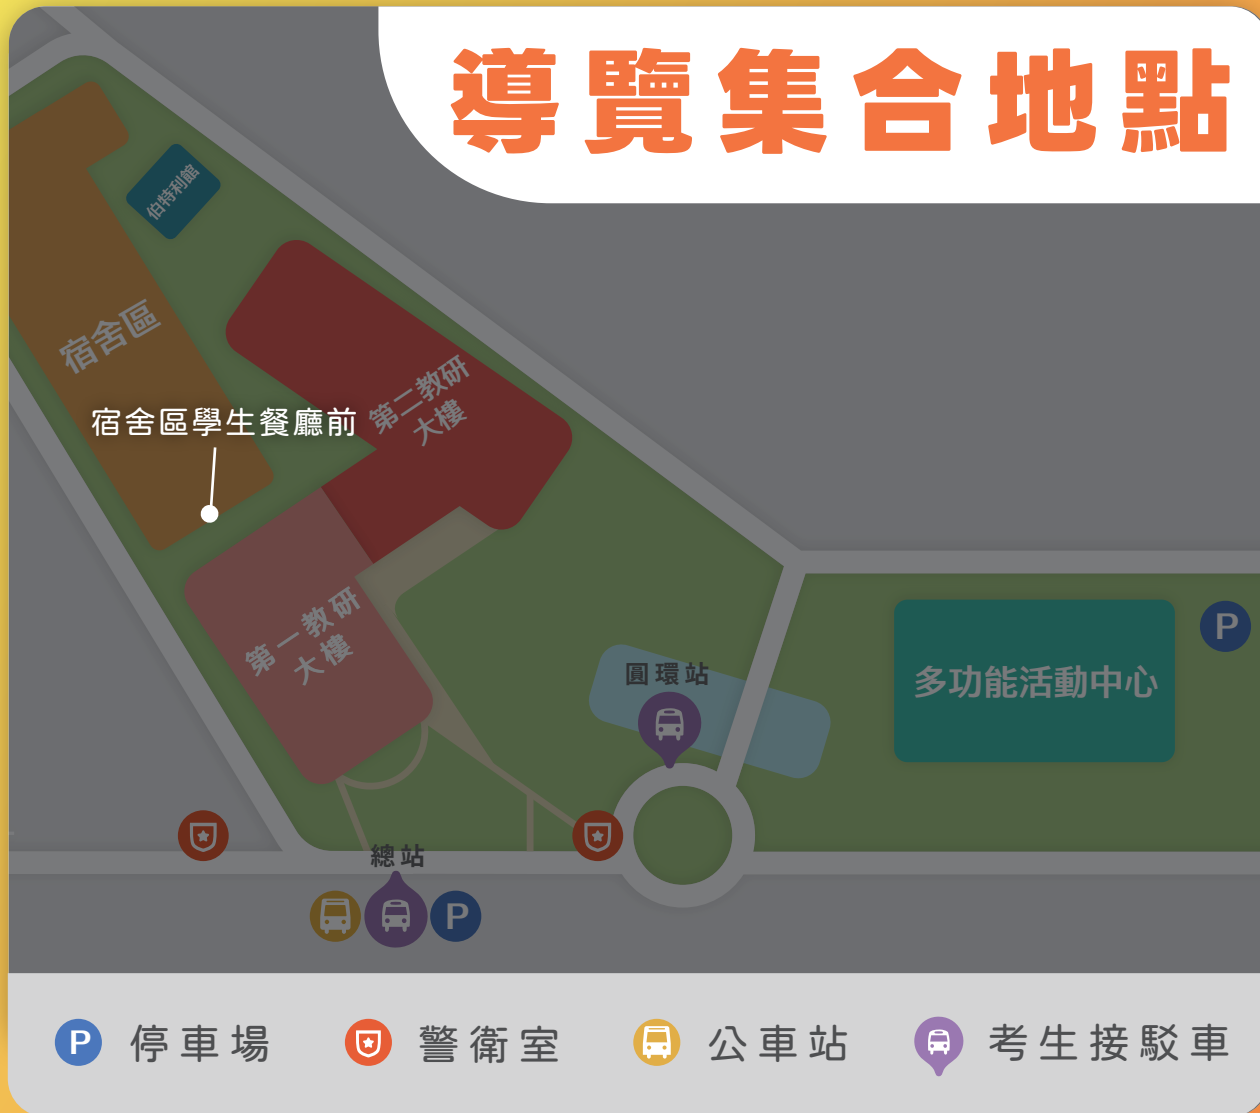 導覽集合地點
伯特利館
宿舍區
第二教研
大樓
宿舍區學生餐廳前
第一教研
大樓
圓環站
多功能活動中心
P
總站
P
P 停車場
警衛室
公車站
考生接駁車